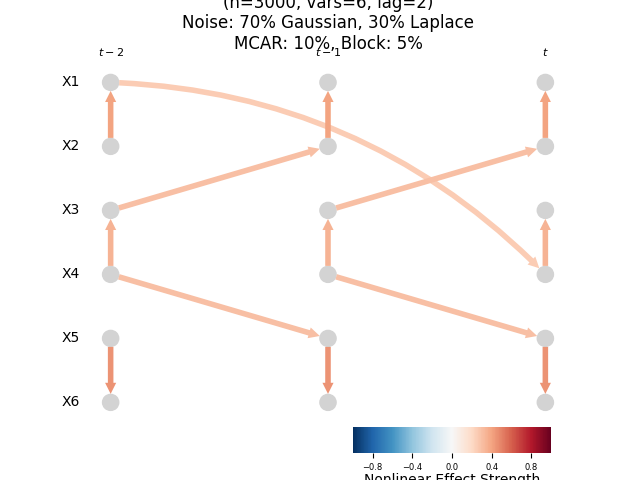 (n=3000, vars=6, lag=2)
Noise: 70% Gaussian, 30% Laplace
MCAR: 10%, Block: 5%
t − 2
t − 1
t
X1
X2
X3
X4
X5
X6
−0.8
−0.4
0.0
0.4
0.8
Nonlinear Effect Strength